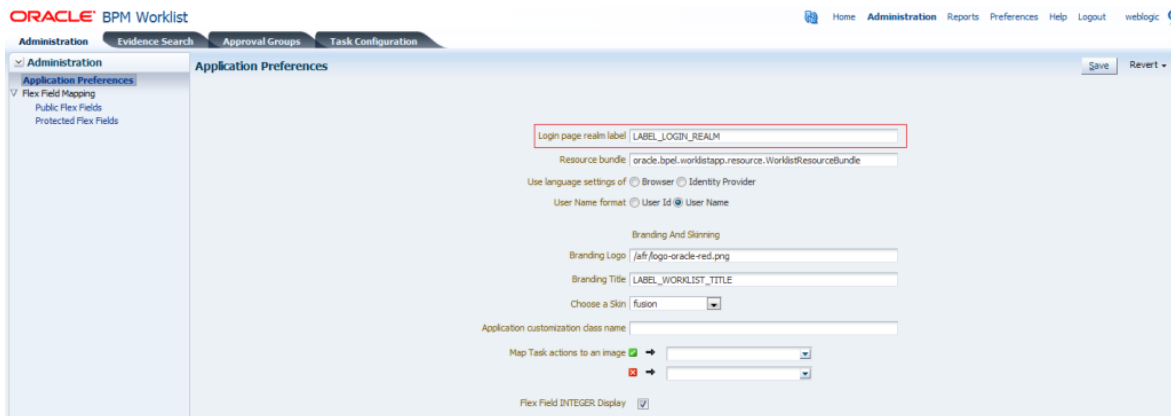 ORACLE BPM Worklist
Home Administration Reports Preferences Help Logout weblogic
Administration Evidence Search Approval Groups Task Configuration
Administration
Application Preferences
Flex Field Mapping
Public Flex Fields
Protected Flex Fields
Application Preferences
Save Revert
Login page realm label LABEL_LOGIN_REALM
Resource bundle oracle.bpel.worklistapp.resource.WorklistResourceBundle
Use language settings of Browser Identity Provider
User Name format User Id User Name
Branding And Skinning
Branding Logo /afr/logo-oracle-red.png
Branding Title LABEL_WORKLIST_TITLE
Choose a Skin fusion
Application customization class name
Map Task actions to an image
Flex Field INTEGER Display